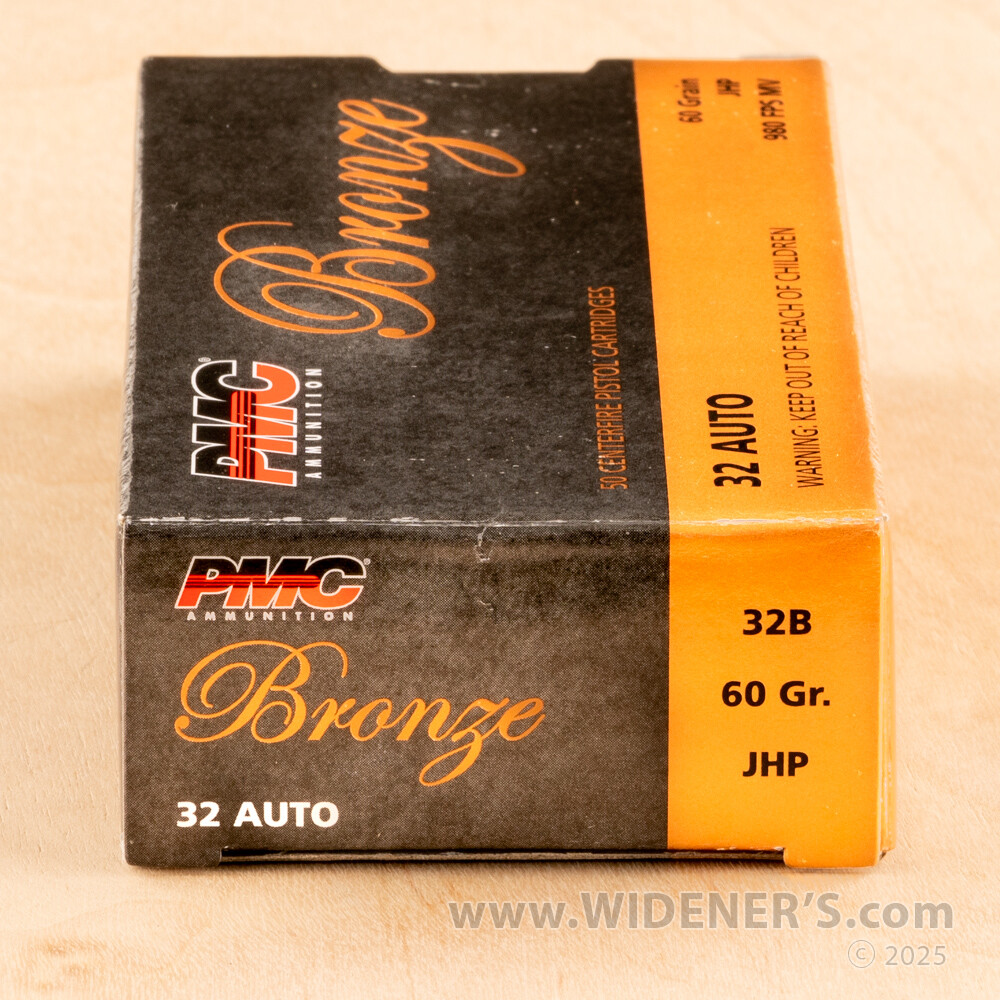 Bronze
PMC®
AMMUNITION
50 CENTERFIRE PISTOL CARTRIDGES
60 Grain
JHP
980 FPS MV
32 AUTO
WARNING: KEEP OUT OF REACH OF CHILDREN
PMC®
AMMUNITION
Bronze
32 AUTO
32B
60 Gr.
JHP
www.WIDENER'S.com
© 2025